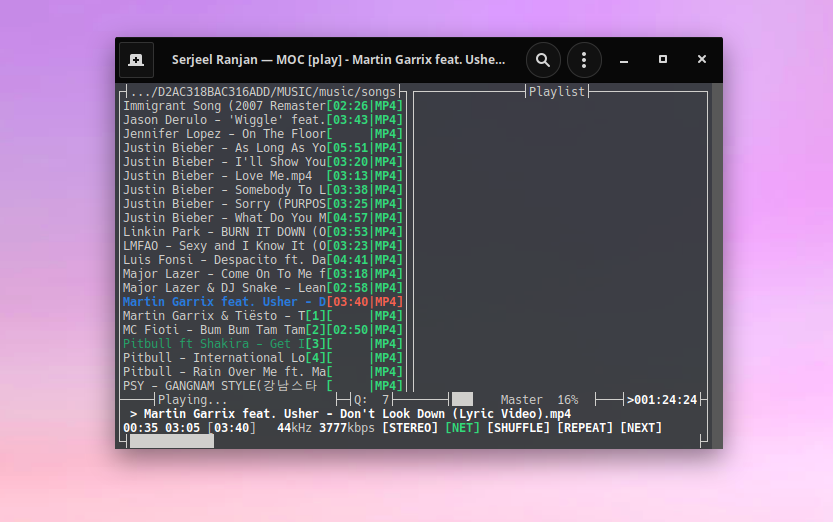 Serjeel Ranjan — MOC [play] - Martin Garrix feat. Ushe...
.../D2AC318BAC316ADD/MUSIC/music/songs
Playlist
Immigrant Song (2007 Remaster[02:26|MP4]
Jason Derulo - 'Wiggle' feat.[03:43|MP4]
Jennifer Lopez - On The Floor[     |MP4]
Justin Bieber - As Long As Yo[05:51|MP4]
Justin Bieber - I'll Show You[03:20|MP4]
Justin Bieber - Love Me.mp4  [03:13|MP4]
Justin Bieber - Somebody To L[03:38|MP4]
Justin Bieber - Sorry (PURPOS[03:25|MP4]
Justin Bieber - What Do You M[04:57|MP4]
Linkin Park - BURN IT DOWN (O[03:53|MP4]
LMFAO - Sexy and I Know It (O[03:23|MP4]
Luis Fonsi - Despacito ft. Da[04:41|MP4]
Major Lazer - Come On To Me f[03:18|MP4]
Major Lazer & DJ Snake - Lean[02:58|MP4]
Martin Garrix feat. Usher - D[03:40|MP4]
Martin Garrix & Tiësto - T[1][     |MP4]
MC Fioti - Bum Bum Tam Tam[2][02:50|MP4]
Pitbull ft Shakira - Get I[3][     |MP4]
Pitbull - International Lo[4][     |MP4]
Pitbull - Rain Over Me ft. Ma[     |MP4]
PSY - GANGNAM STYLE(강남스타 [     |MP4]
Playing...  Q:  7  Master  16%  >001:24:24
> Martin Garrix feat. Usher - Don't Look Down (Lyric Video).mp4
00:35 03:05 [03:40]   44kHz 3777kbps [STEREO] [NET] [SHUFFLE] [REPEAT] [NEXT]